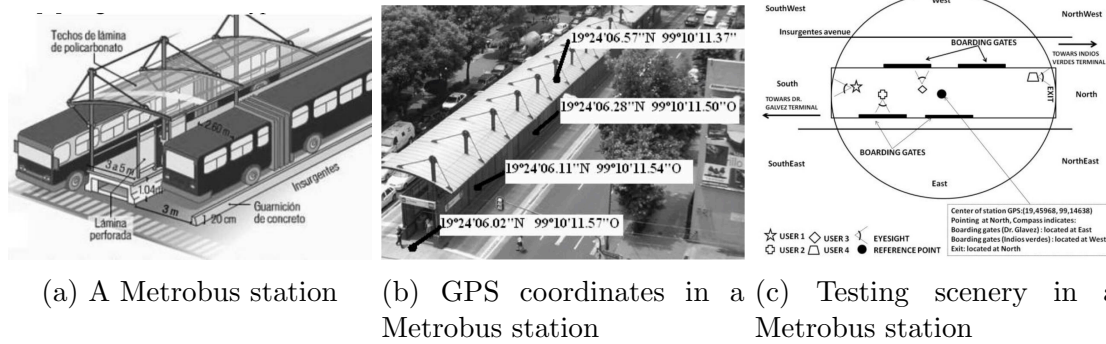 Techos de lámina
de policarbonato
2.60 m
3 a 5 m
1.04m
Insurgentes
3 m
20 cm
Guarnición
de concreto
Lámina
perforada
(a) A Metrobus station
19°24'06.57"N 99°10'11.37"
19°24'06.28"N 99°10'11.50"O
19°24'06.11"N 99°10'11.54"O
19°24'06.02"N 99°10'11.57"O
(b) GPS coordinates in a
Metrobus station
SouthWest
West
NorthWest
Insurgentes avenue
BOARDING GATES
TOWARS INDIOS
VERDES TERMINAL
South
North
EXIT
TOWARDS DR.
GALVEZ TERMINAL
BOARDING GATES
SouthEast
NorthEast
East
Center of station GPS:(19,45968, 99,14638)
Pointing at North, Compass indicates:
Boarding gates (Dr. Glavez) : located at East
Boarding gates (Indios verdes) : located at West
Exit: located at North
USER 1 USER 3 EYESIGHT
USER 2 USER 4 REFERENCE POINT
(c) Testing scenery in a
Metrobus station